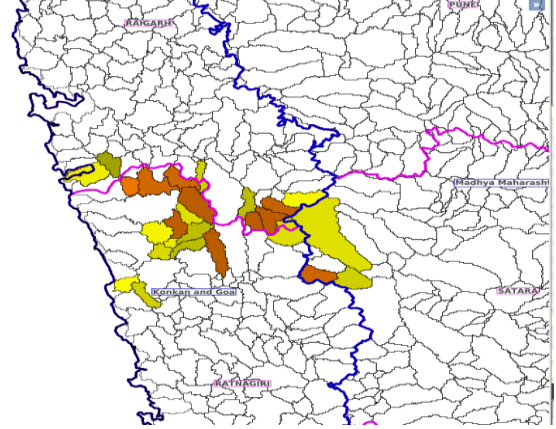 PUNE
RAIGARH
»
Madhya Maharasht
Konkan and Goa
SATARA
RATNAGIRI